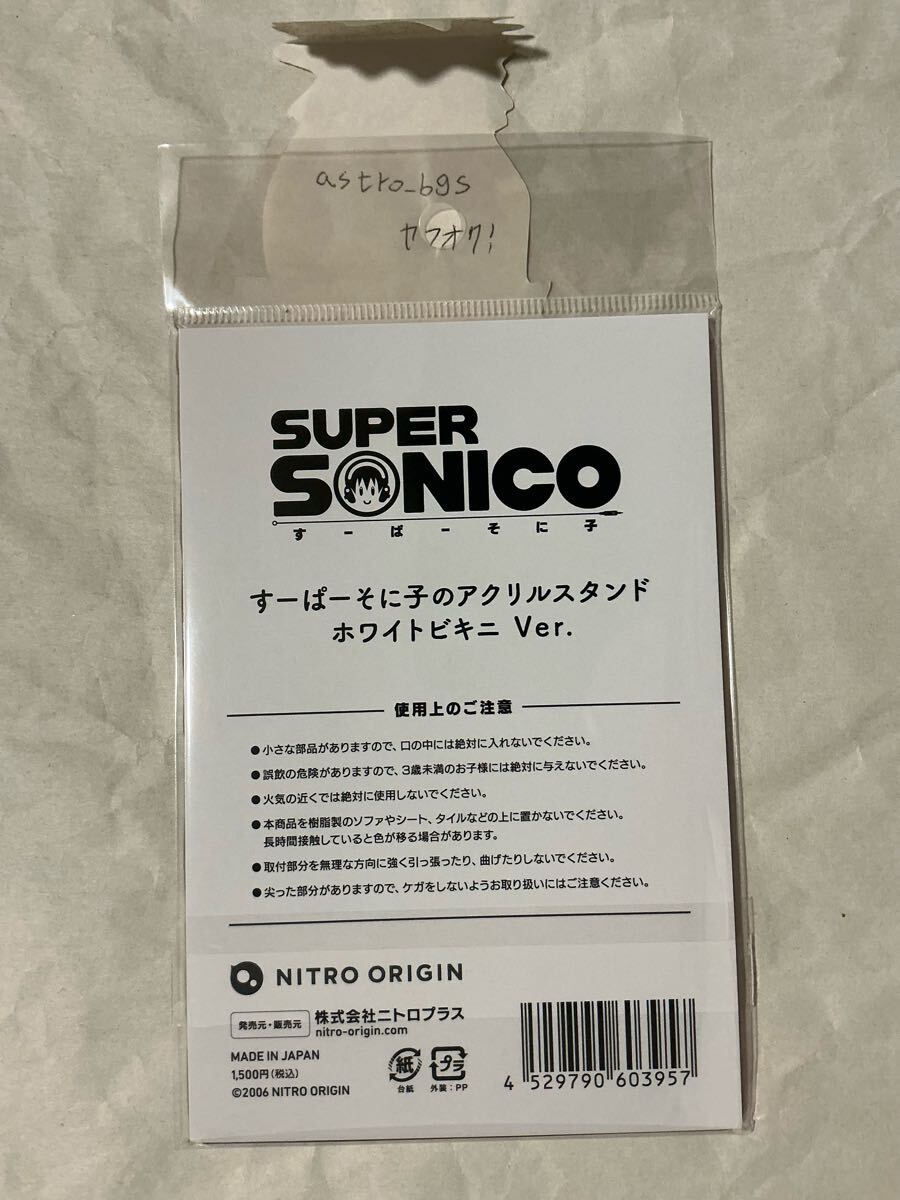 astro_bgs
ヤフオク!
SUPER
SONICO
すーぱーそに子
すーぱーそに子のアクリルスタンド
ホワイトビキニ Ver.
使用上のご注意
●小さな部品がありますので、口の中には絶対に入れないでください。
●誤飲の危険がありますので、3歳未満のお子様には絶対に与えないでください。
●火気の近くでは絶対に使用しないでください。
●本商品を樹脂製のソファやシート、タイルなどの上に置かないでください。
長時間接触していると色が移る場合があります。
●取付部分を無理な方向に強く引っ張ったり、曲げたりしないでください。
●尖った部分がありますので、ケガをしないようお取り扱いにはご注意ください。
NITRO ORIGIN
発売元・販売元 株式会社ニトロプラス
nitro-origin.com
MADE IN JAPAN
1,500円(税込)
©2006 NITRO ORIGIN
紙
台紙
プラ
外装:PP
4 529790 603957